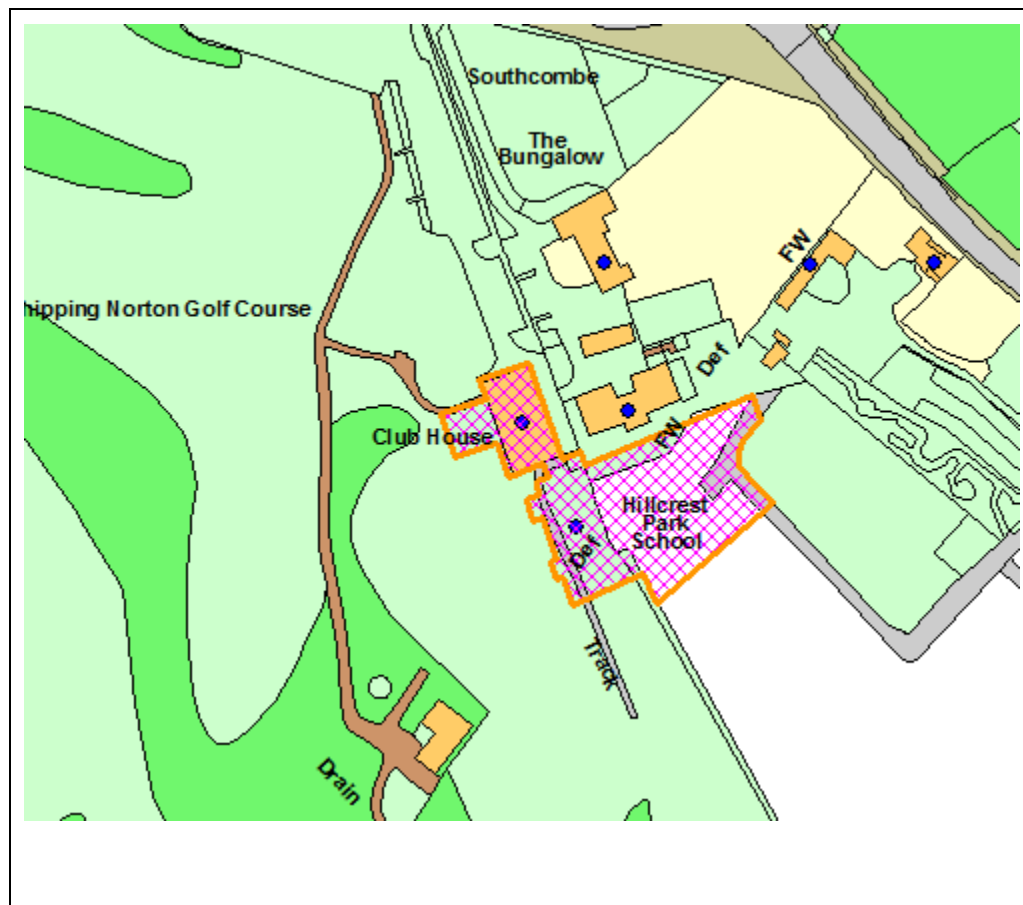 Southcombe
The
Bungalow
FW
hipping Norton Golf Course
Def
Club House
FW
Hillcrest
Park
School
Def
Track
Drain